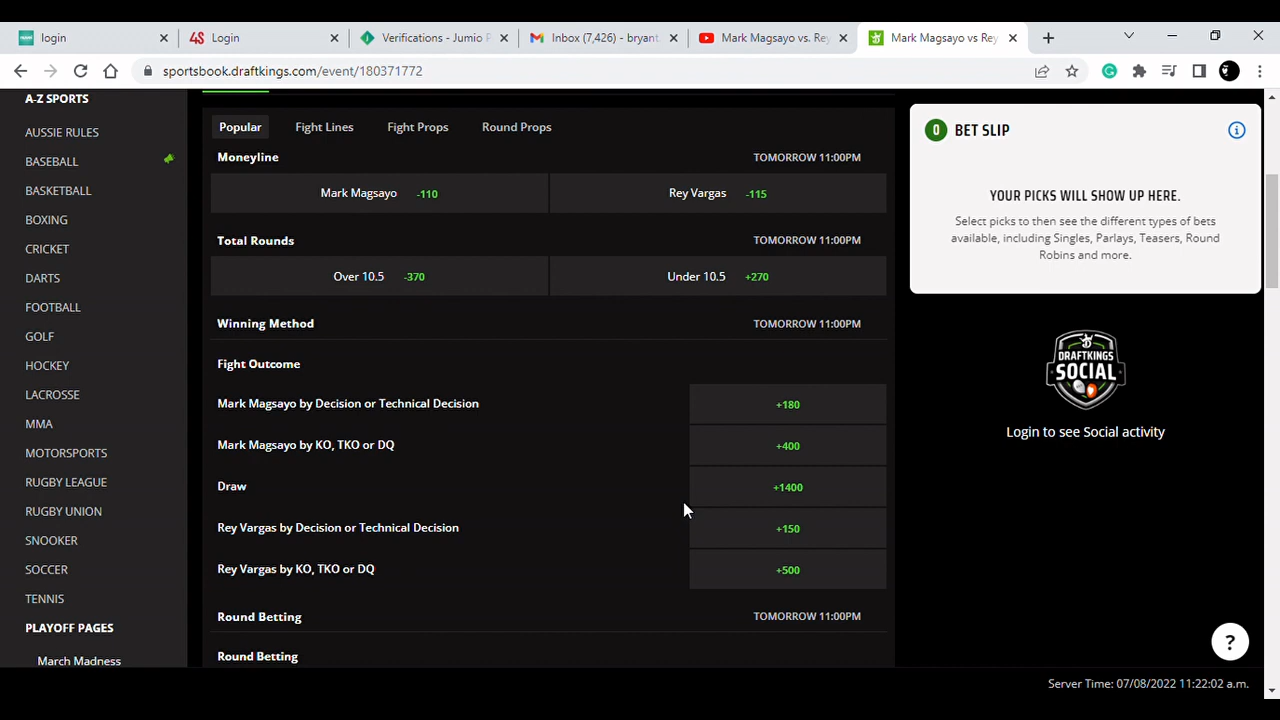 login
Login
Verifications - Jumio P
Inbox (7,426) - bryant
Mark Magsayo vs. Rey
Mark Magsayo vs Rey
sportsbook.draftkings.com/event/180371772
A-Z SPORTS
AUSSIE RULES
BASEBALL
BASKETBALL
BOXING
CRICKET
DARTS
FOOTBALL
GOLF
HOCKEY
LACROSSE
MMA
MOTORSPORTS
RUGBY LEAGUE
RUGBY UNION
SNOOKER
SOCCER
TENNIS
PLAYOFF PAGES
March Madness
Popular Fight Lines Fight Props Round Props
Moneyline TOMORROW 11:00PM
Mark Magsayo -110 Rey Vargas -115
Total Rounds TOMORROW 11:00PM
Over 10.5 -370 Under 10.5 +270
Winning Method TOMORROW 11:00PM
Fight Outcome
Mark Magsayo by Decision or Technical Decision +180
Mark Magsayo by KO, TKO or DQ +400
Draw +1400
Rey Vargas by Decision or Technical Decision +150
Rey Vargas by KO, TKO or DQ +500
Round Betting TOMORROW 11:00PM
Round Betting
0 BET SLIP
YOUR PICKS WILL SHOW UP HERE.
Select picks to then see the different types of bets
available, including Singles, Parlays, Teasers, Round
Robins and more.
DRAFTKINGS
SOCIAL
Login to see Social activity
?
Server Time: 07/08/2022 11:22:02 a.m.